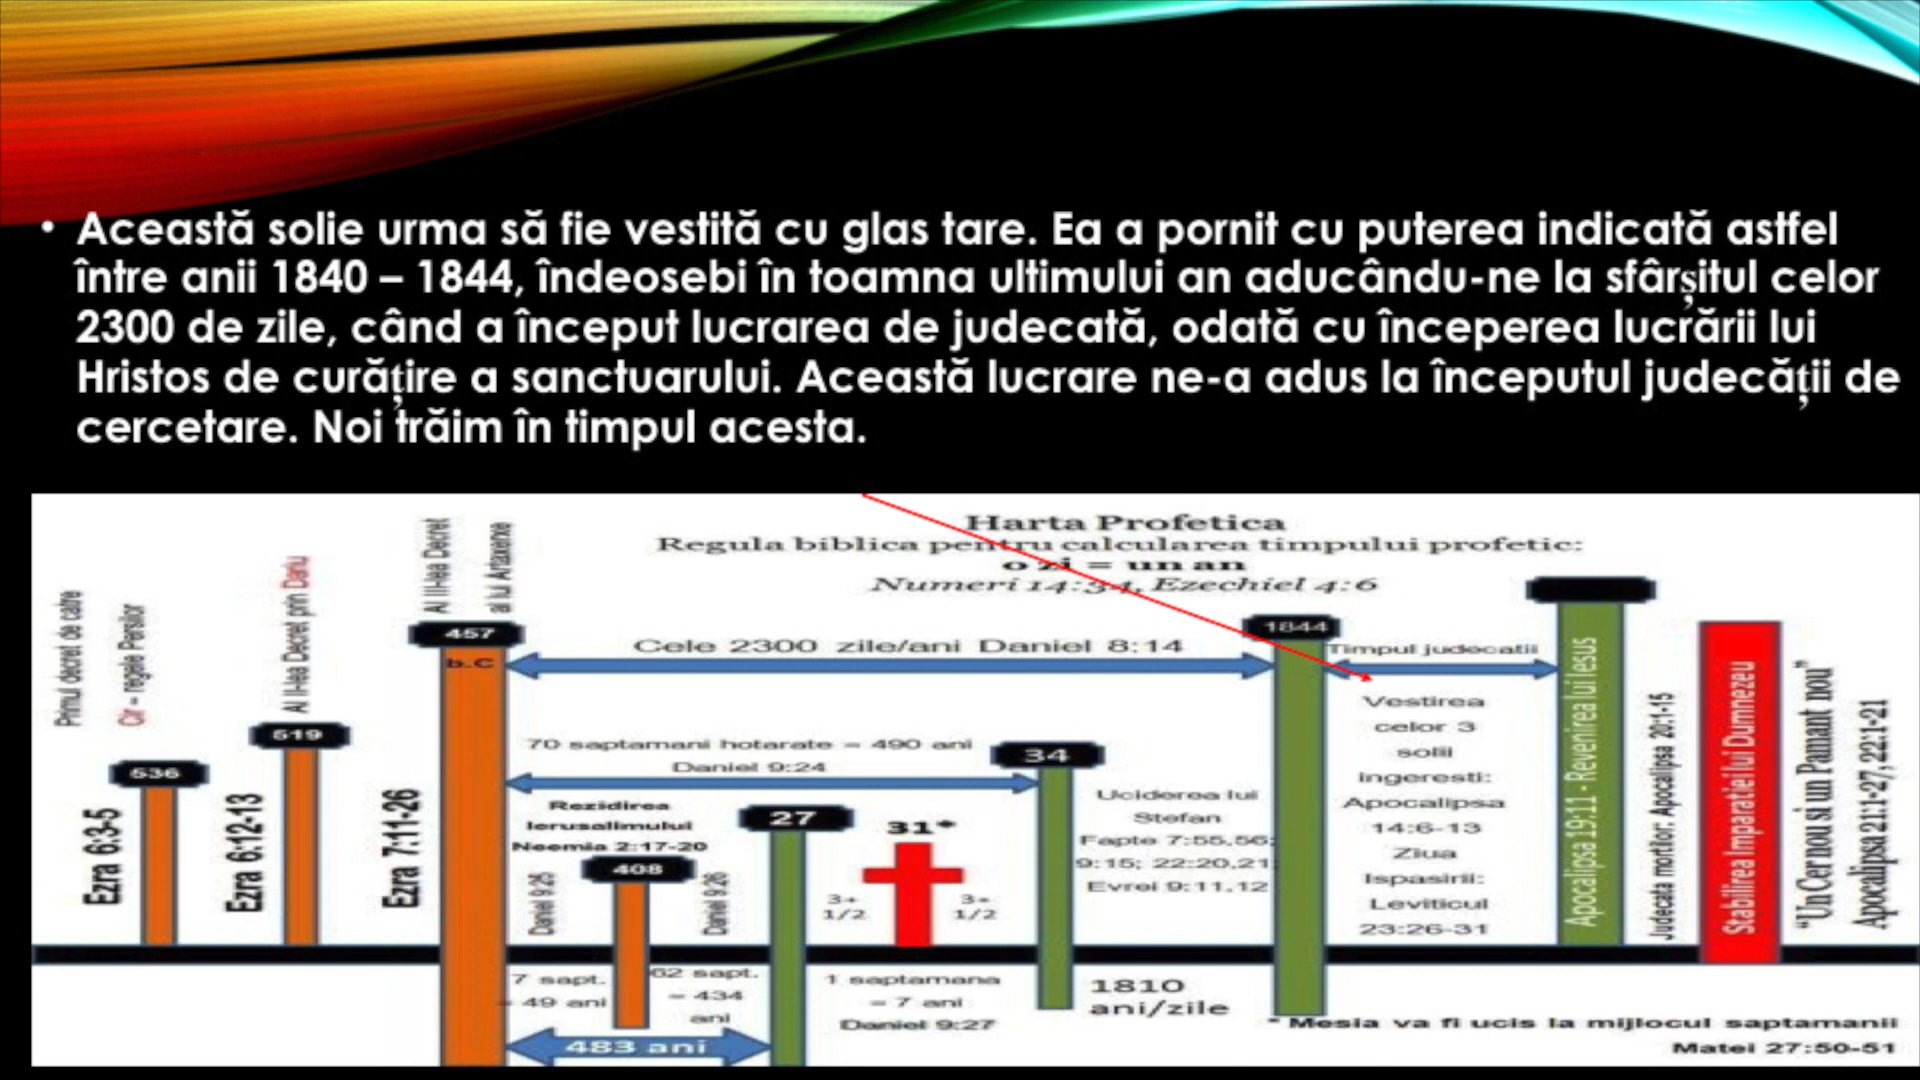 • Această solie urma să fie vestită cu glas tare. Ea a pornit cu puterea indicată astfel
între anii 1840 – 1844, îndeosebi în toamna ultimului an aducându-ne la sfârșitul celor
2300 de zile, când a început lucrarea de judecată, odată cu începerea lucrării lui
Hristos de curățire a sanctuarului. Această lucrare ne-a adus la începutul judecății de
cercetare. Noi trăim în timpul acesta.
Harta Profetica
Regula biblica pentru calcularea timpului profetic:
o zi = un an
Numeri 14:34, Ezechiel 4:6
Primul decret de catre
Cir – regele Persilor
536
Ezra 6:3-5
Al II-lea Decret prin Dariu
519
Ezra 6:12-13
Al III-lea Decret
al lui Artaxerxe
457
b.C
Ezra 7:11-26
Cele 2300 zile/ani Daniel 8:14
1844
Timpul judecatii
70 saptamani hotarate = 490 ani
Daniel 9:24
34
Rezidirea
Ierusalimului
Neemia 2:17-20
408
Daniel 9:25
Daniel 9:26
27
31*
3+
1/2
3+
1/2
Uciderea lui
Stefan
Fapte 7:55,56;
9:15; 22:20,21;
Evrei 9:11,12
Vestirea
celor 3
solii
ingeresti:
Apocalipsa
14:6-13
Ziua
Ispasirii:
Leviticul
23:26-31
Apocalipsa 19:11 - Revenirea lui Iesus
Judecata mortilor: Apocalipsa 20:1-15
Stabilirea Imparatiei lui Dumnezeu
“Un Cer nou si un Pamant nou”
Apocalipsa 21:1-27, 22:1-21
7 sapt.
= 49 ani
62 sapt.
= 434
ani
483 ani
1 saptamana
= 7 ani
Daniel 9:27
1810
ani/zile
* Mesia va fi ucis la mijlocul saptamanii
Matei 27:50-51